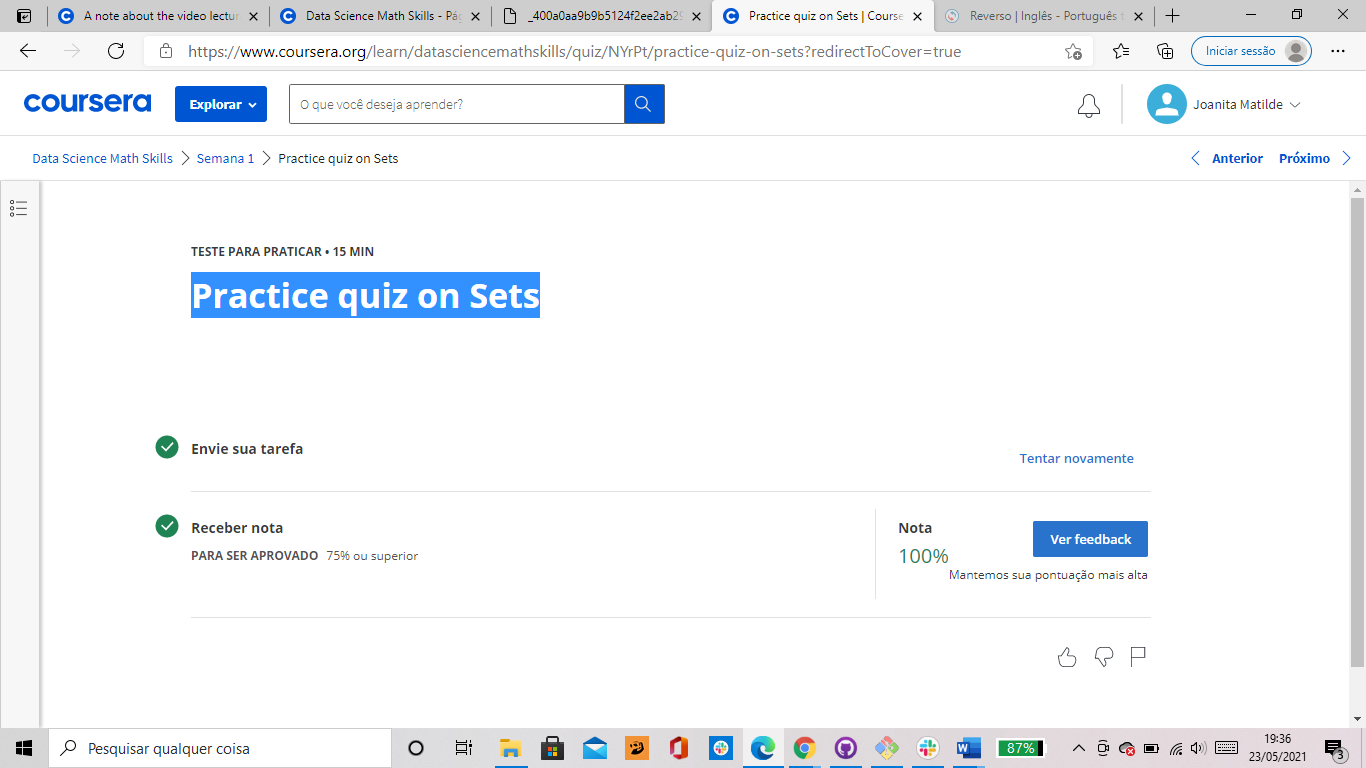 A note about the video lectu
Data Science Math Skills - Pág
_400a0aa9b9b5124f2ee2ab29
Practice quiz on Sets | Course
Reverso | Inglês - Português t
https://www.coursera.org/learn/datasciencemathskills/quiz/NYrPt/practice-quiz-on-sets?redirectToCover=true
Iniciar sessão
coursera
Explorar
O que você deseja aprender?
Joanita Matilde
Data Science Math Skills
Semana 1
Practice quiz on Sets
Anterior
Próximo
TESTE PARA PRATICAR • 15 MIN
Practice quiz on Sets
Envie sua tarefa
Tentar novamente
Receber nota
PARA SER APROVADO 75% ou superior
Nota
100%
Ver feedback
Mantemos sua pontuação mais alta
Pesquisar qualquer coisa
87%
19:36
23/05/2021
3